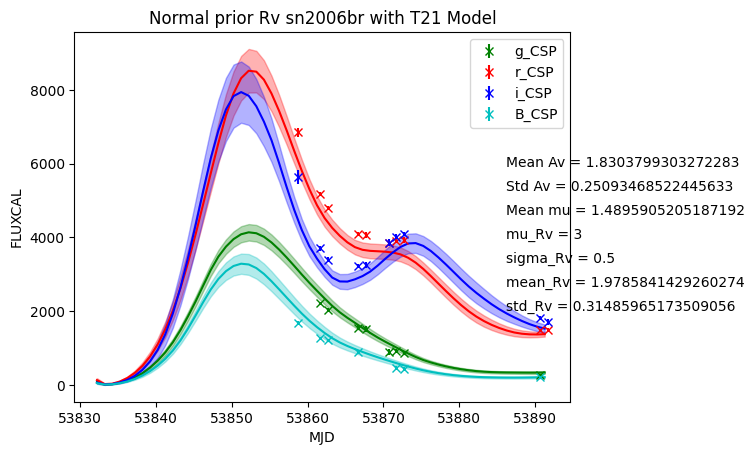 Normal prior Rv sn2006br with T21 Model
g_CSP
r_CSP
i_CSP
B_CSP
Mean Av = 1.8303799303272283
Std Av = 0.25093468522445633
Mean mu = 1.4895905205187192
mu_Rv = 3
sigma_Rv = 0.5
mean_Rv = 1.9785841429260274
std_Rv = 0.31485965173509056
FLUXCAL
8000
6000
4000
2000
0
53830 53840 53850 53860 53870 53880 53890
MJD